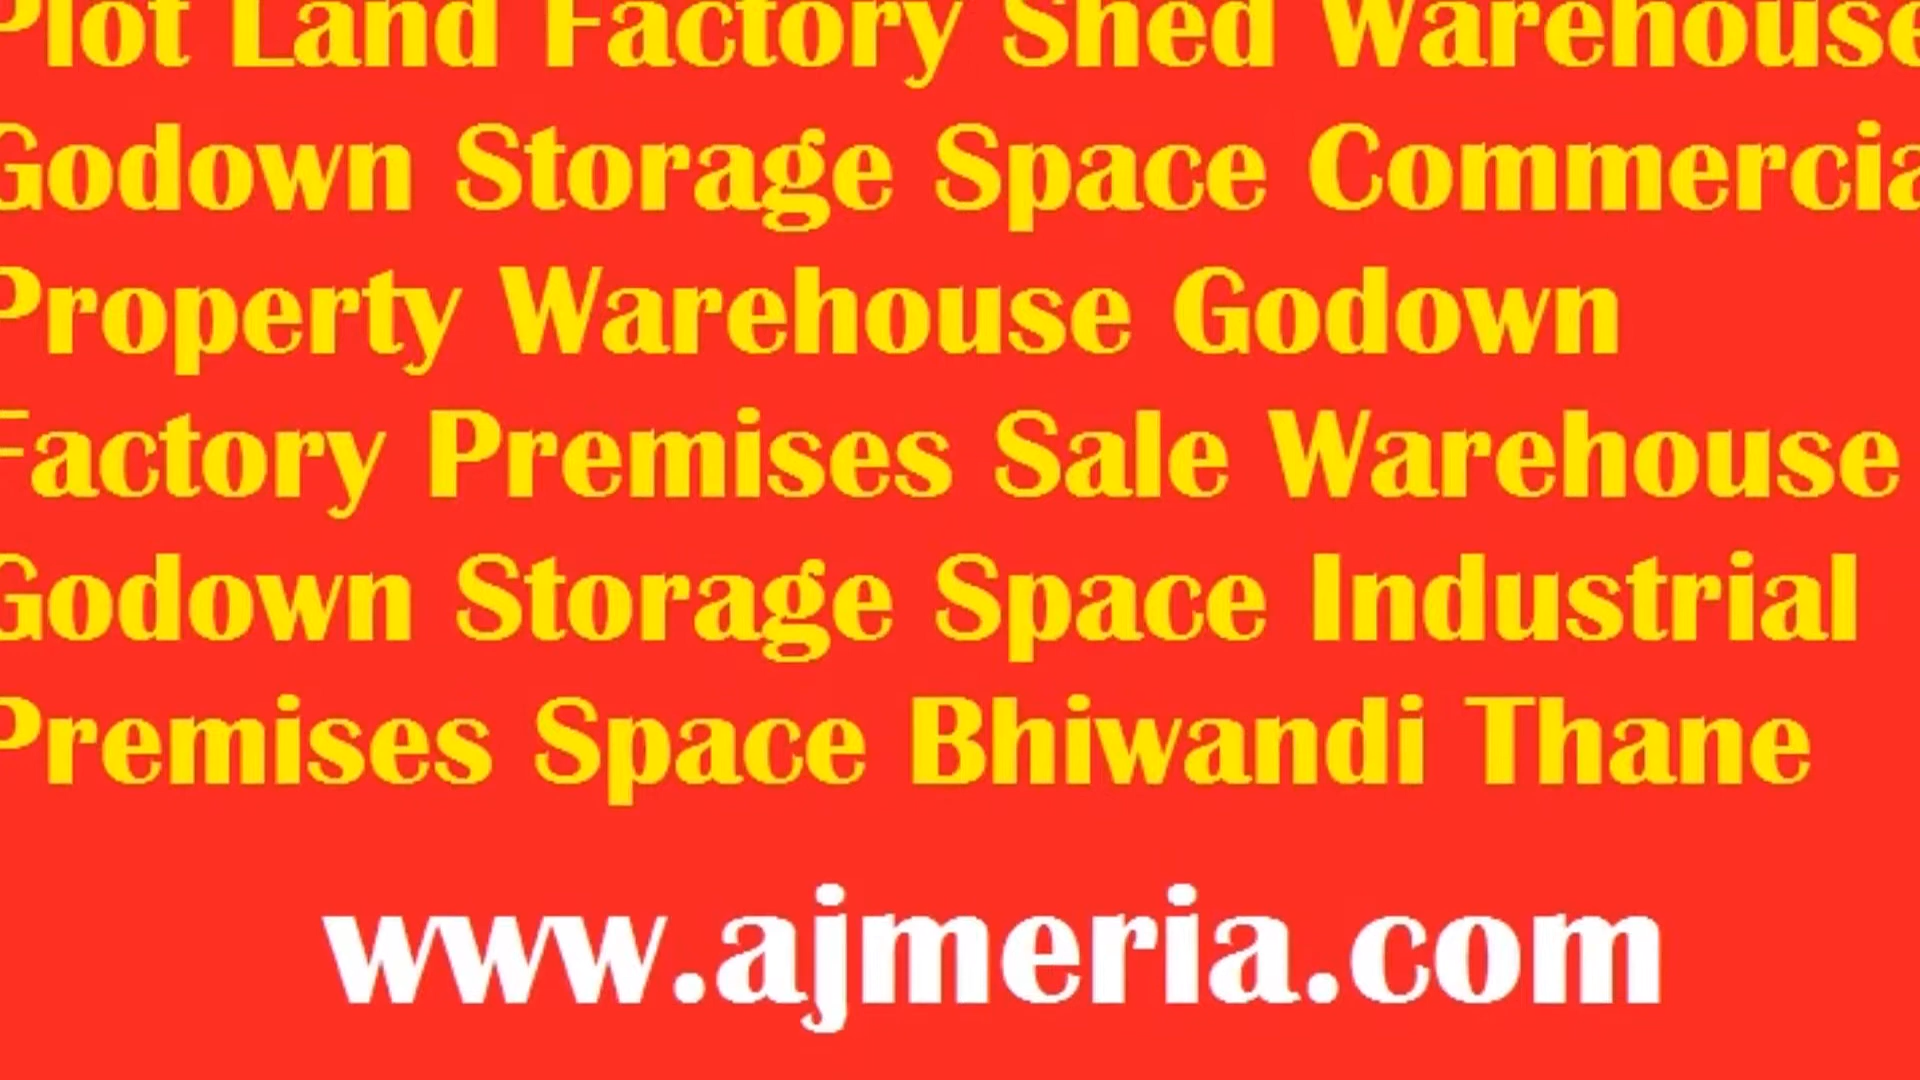 Plot Land Factory Shed Warehouse
Godown Storage Space Commercia
Property Warehouse Godown
Factory Premises Sale Warehouse
Godown Storage Space Industrial
Premises Space Bhiwandi Thane
www.ajmeria.com